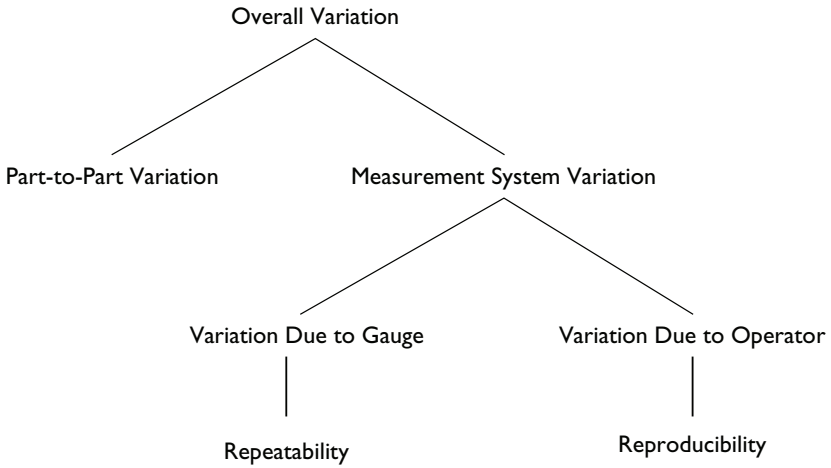 Overall Variation
Part-to-Part Variation
Measurement System Variation
Variation Due to Gauge
Variation Due to Operator
Repeatability
Reproducibility